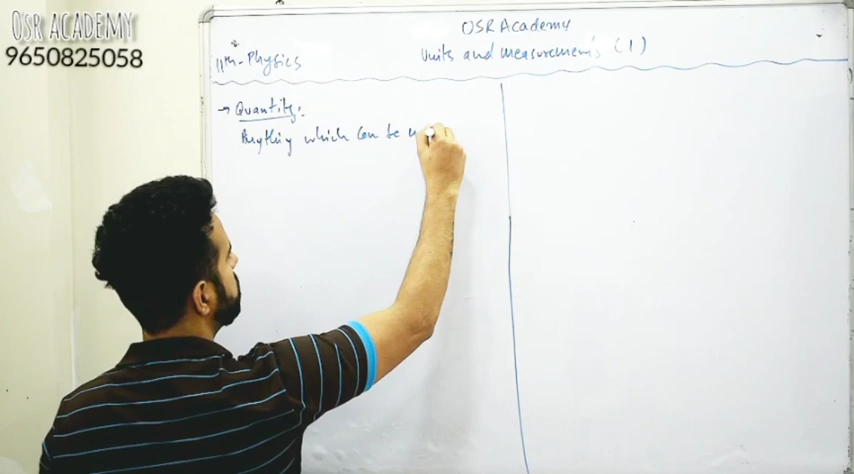 OSR ACADEMY
9650825058
OSR Academy
11th - Physics
Units and measurements (1)
→ Quantity:
Anything which can be